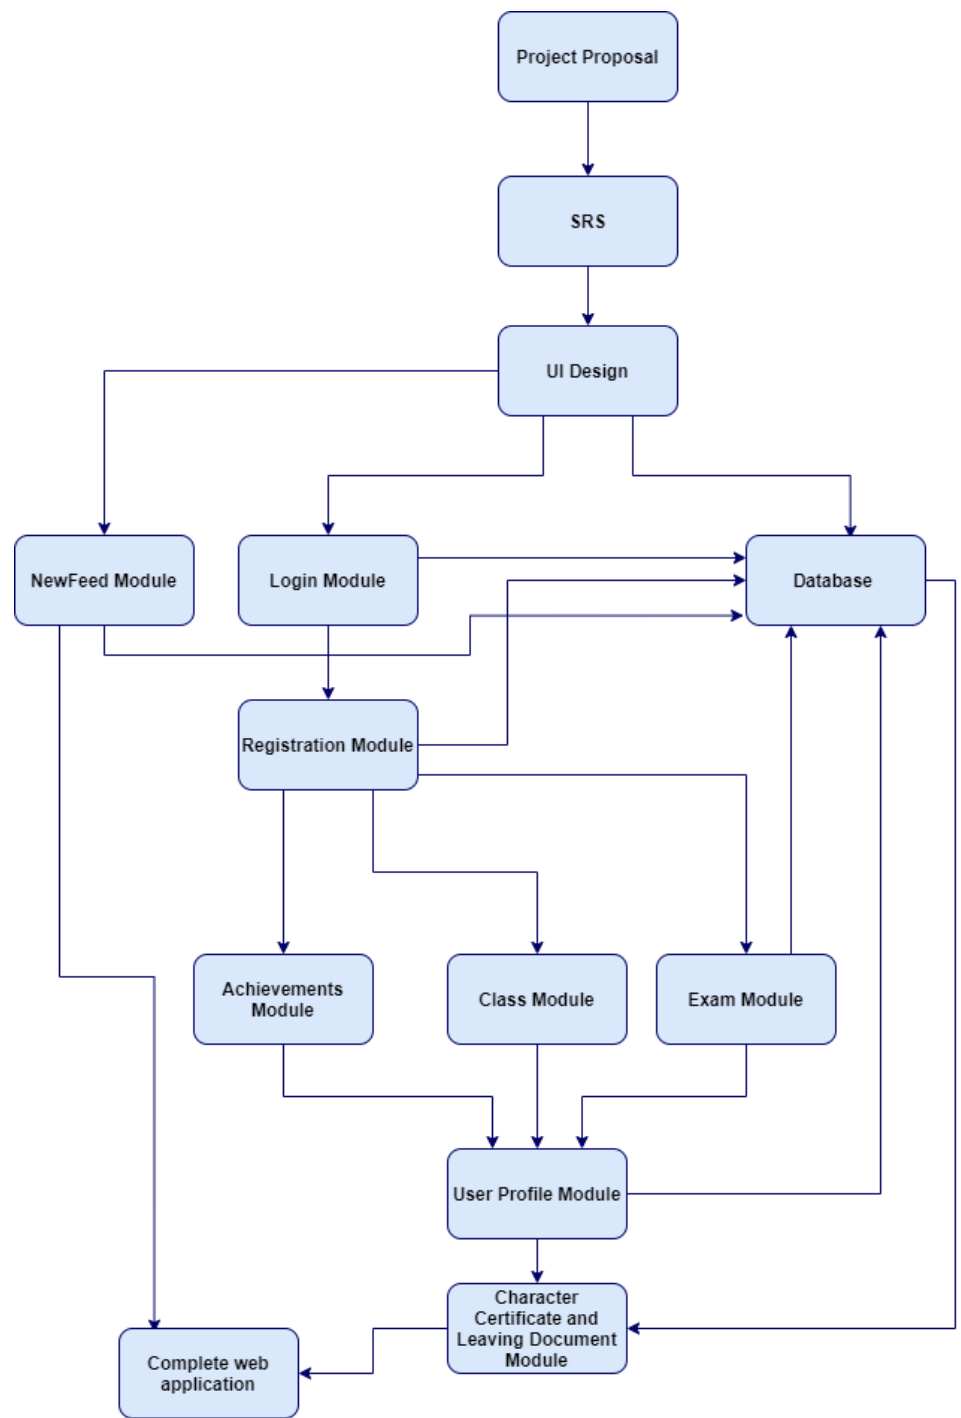 Project Proposal
SRS
UI Design
NewFeed Module
Login Module
Database
Registration Module
Achievements
Module
Class Module
Exam Module
User Profile Module
Character
Certificate and
Leaving Document
Module
Complete web
application